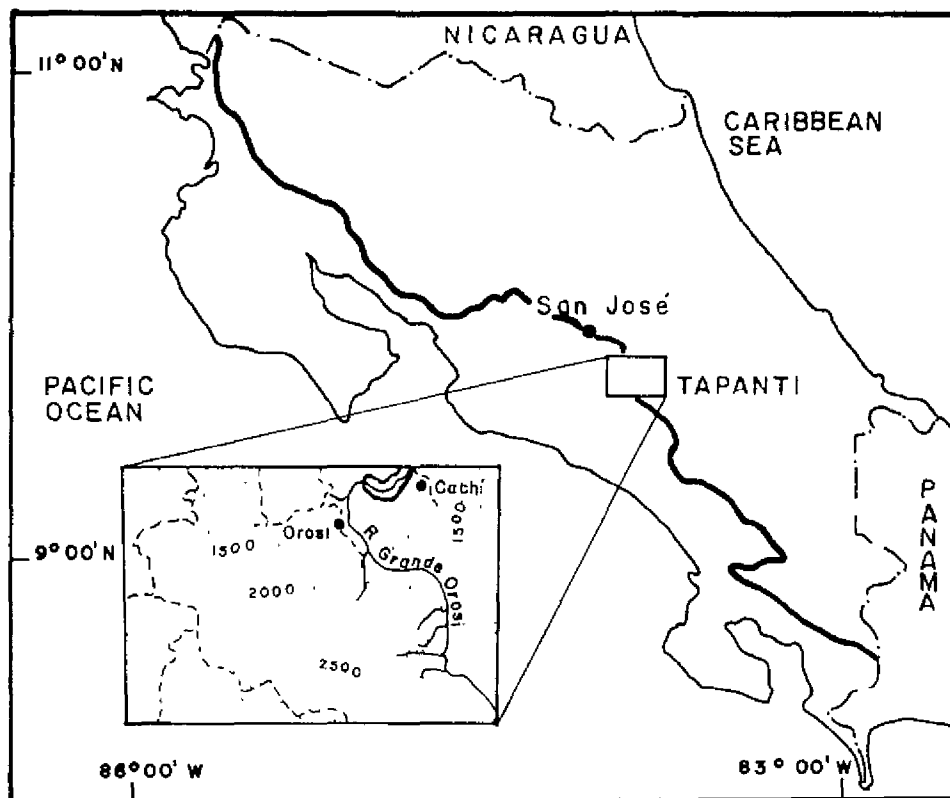 NICARAGUA
11° 00' N
CARIBBEAN
SEA
San José
PACIFIC
OCEAN
TAPANTI
PANAMA
Cachí
Orosi
1500
1500
R Grande Orosi
9° 00' N
2000
2500
86° 00' W
83° 00' W